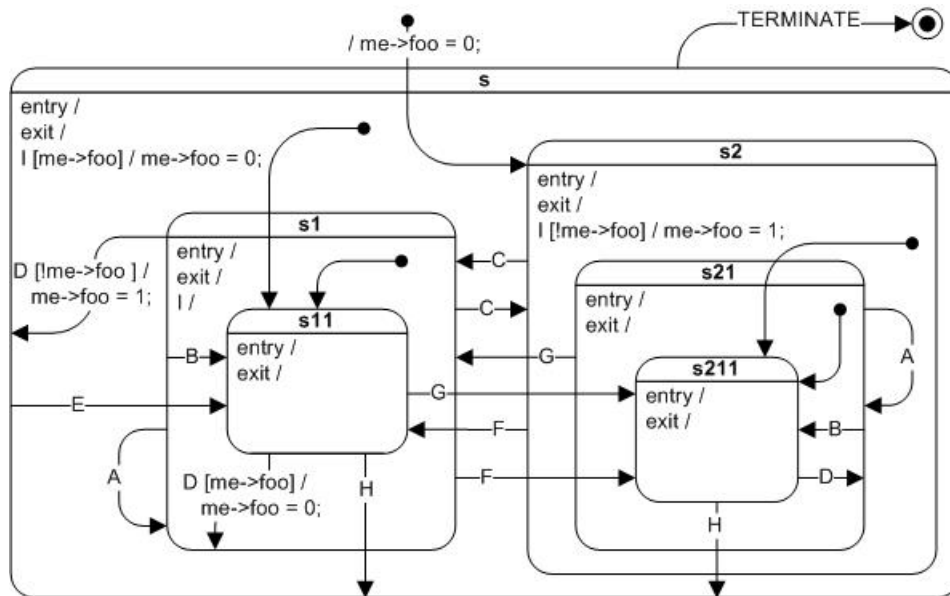 TERMINATE
/ me->foo = 0;
s
entry /
exit /
I [me->foo] / me->foo = 0;
s2
entry /
exit /
I [!me->foo] / me->foo = 1;
s1
entry /
exit /
I /
D [!me->foo ] /
me->foo = 1;
C
C
s21
entry /
exit /
s11
entry /
exit /
B
G
A
s211
entry /
exit /
G
E
F
B
A
D [me->foo] /
me->foo = 0;
H
F
D
H